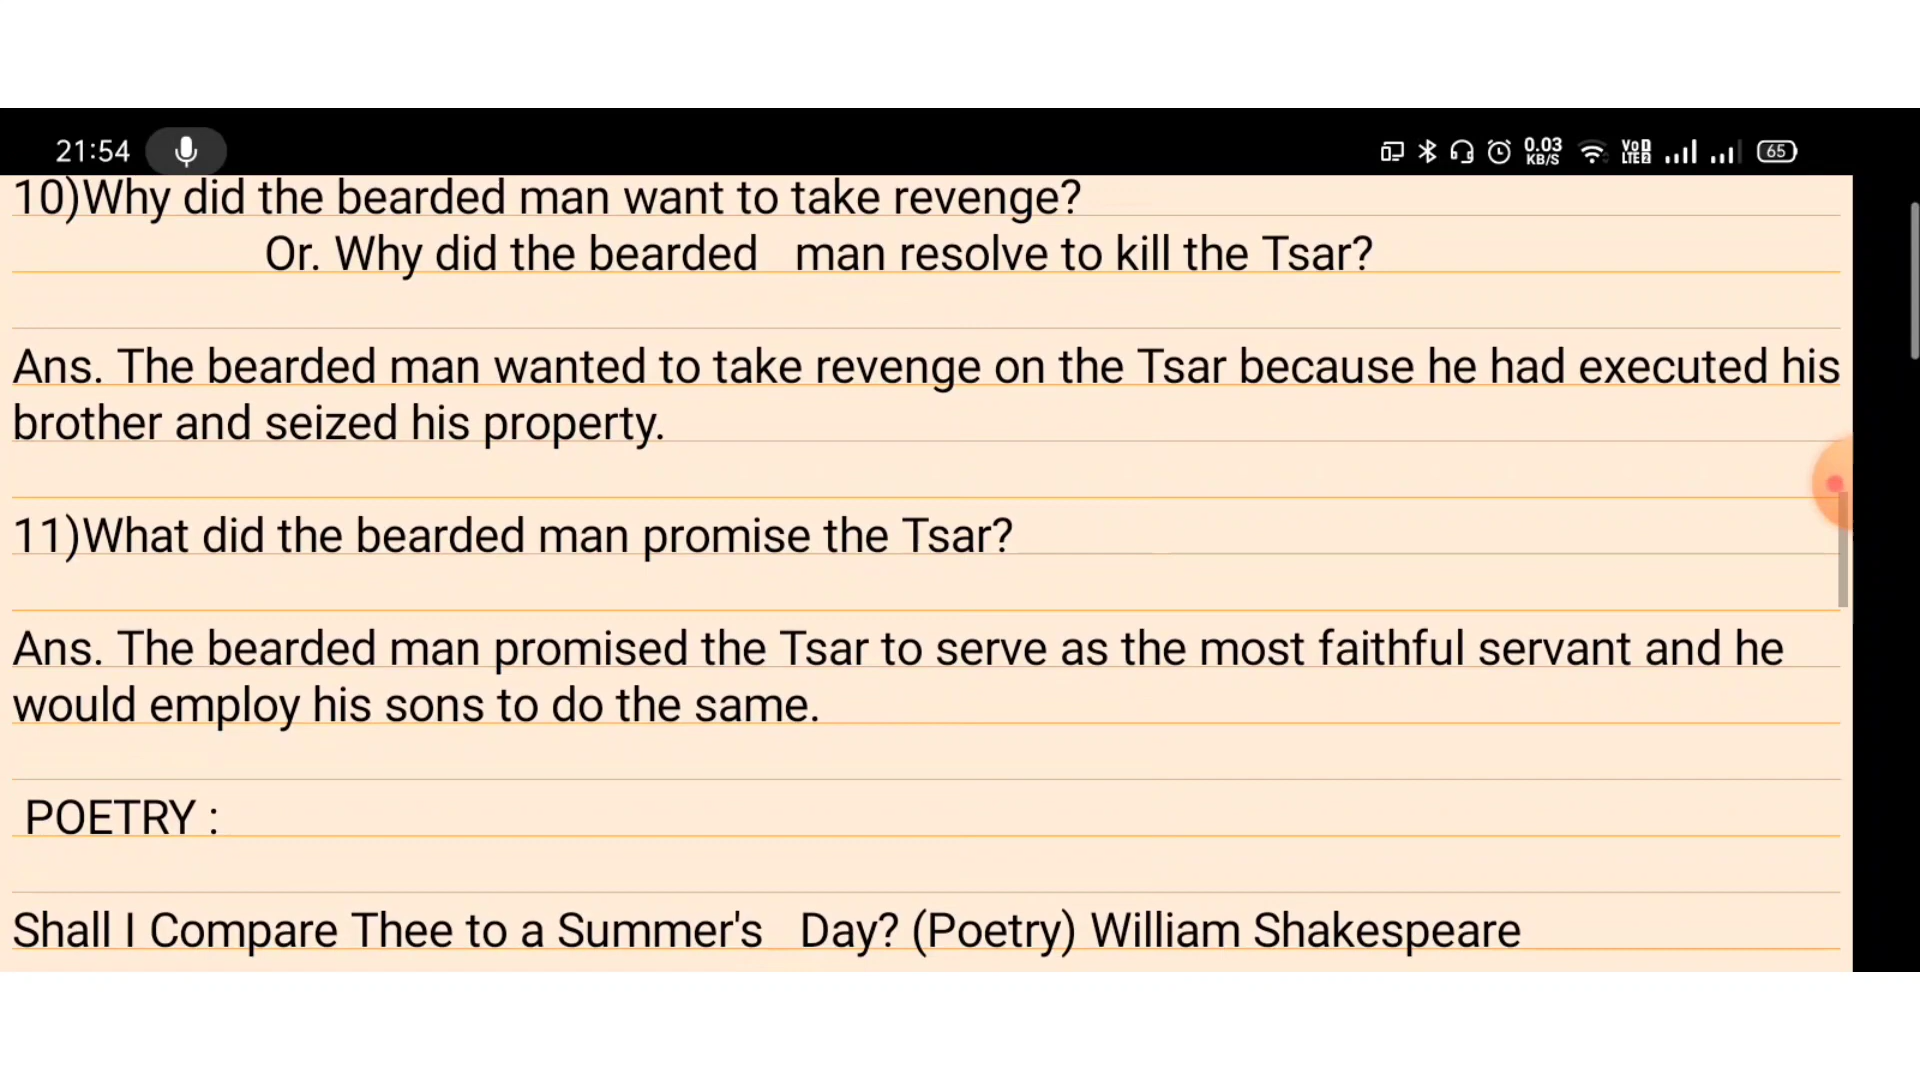 21:54 0.03 KB/S VoD LTE2 65
10)Why did the bearded man want to take revenge?
Or. Why did the bearded man resolve to kill the Tsar?
Ans. The bearded man wanted to take revenge on the Tsar because he had executed his
brother and seized his property.
11)What did the bearded man promise the Tsar?
Ans. The bearded man promised the Tsar to serve as the most faithful servant and he
would employ his sons to do the same.
POETRY :
Shall I Compare Thee to a Summer's Day? (Poetry) William Shakespeare